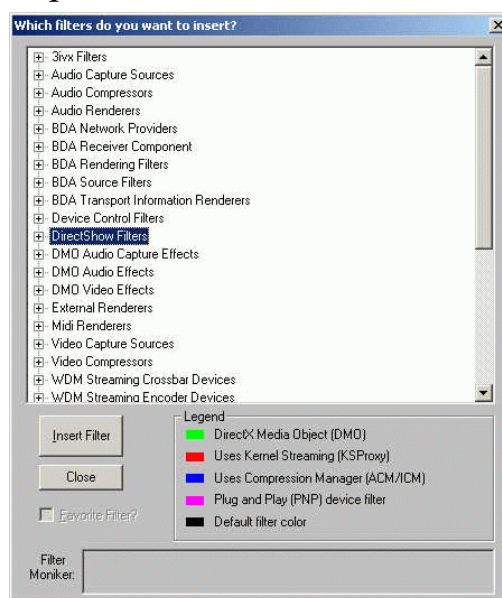 Which filters do you want to insert?
3ivx Filters
Audio Capture Sources
Audio Compressors
Audio Renderers
BDA Network Providers
BDA Receiver Component
BDA Rendering Filters
BDA Source Filters
BDA Transport Information Renderers
Device Control Filters
DirectShow Filters
DMO Audio Capture Effects
DMO Audio Effects
DMO Video Effects
External Renderers
Midi Renderers
Video Capture Sources
Video Compressors
WDM Streaming Crossbar Devices
WDM Streaming Encoder Devices
Insert Filter
Close
Favorite Filter?
Legend
DirectX Media Object (DMO)
Uses Kernel Streaming (KSProxy)
Uses Compression Manager (ACM/ICM)
Plug and Play (PNP) device filter
Default filter color
Filter
Moniker: